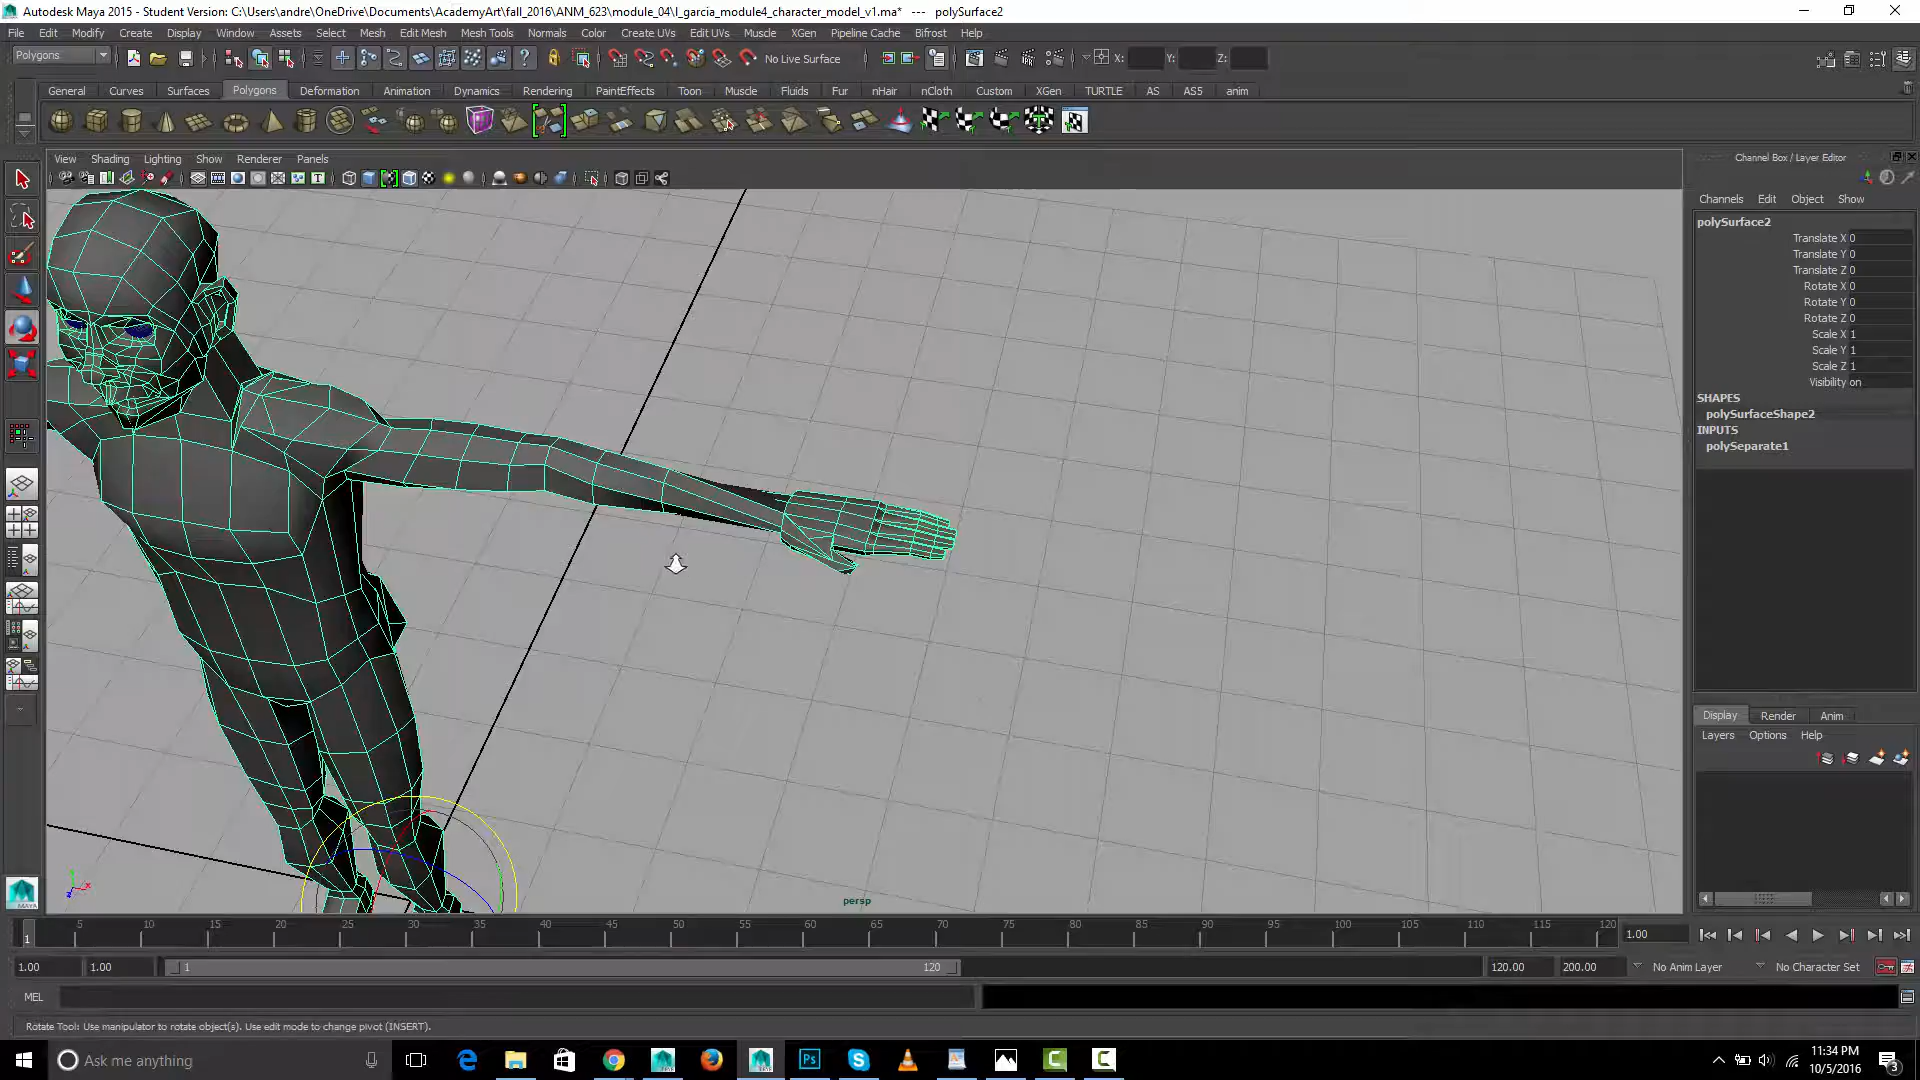 Autodesk Maya 2015 - Student Version: C:\Users\andre\OneDrive\Documents\AcademyArt\fall_2016\ANM_623\module_04\l_garcia_module4_character_model_v1.ma* --- polySurface2
File Edit Modify Create Display Window Assets Select Mesh Edit Mesh Mesh Tools Normals Color Create UVs Edit UVs Muscle XGen Pipeline Cache Bifrost Help
Polygons No Live Surface X: Y: Z:
General Curves Surfaces Polygons Deformation Animation Dynamics Rendering PaintEffects Toon Muscle Fluids Fur nHair nCloth Custom XGen TURTLE AS AS5 anim
View Shading Lighting Show Renderer Panels
Channel Box / Layer Editor
Channels Edit Object Show
polySurface2
Translate X 0
Translate Y 0
Translate Z 0
Rotate X 0
Rotate Y 0
Rotate Z 0
Scale X 1
Scale Y 1
Scale Z 1
Visibility on
SHAPES
polySurfaceShape2
INPUTS
polySeparate1
Display Render Anim
Layers Options Help
persp
1 5 10 15 20 25 30 35 40 45 50 55 60 65 70 75 80 85 90 95 100 105 110 115 120 1.00
1.00 1.00 1 120 120.00 200.00 No Anim Layer No Character Set
MEL
Rotate Tool: Use manipulator to rotate object(s). Use edit mode to change pivot (INSERT).
Ask me anything
11:34 PM
10/5/2016
3